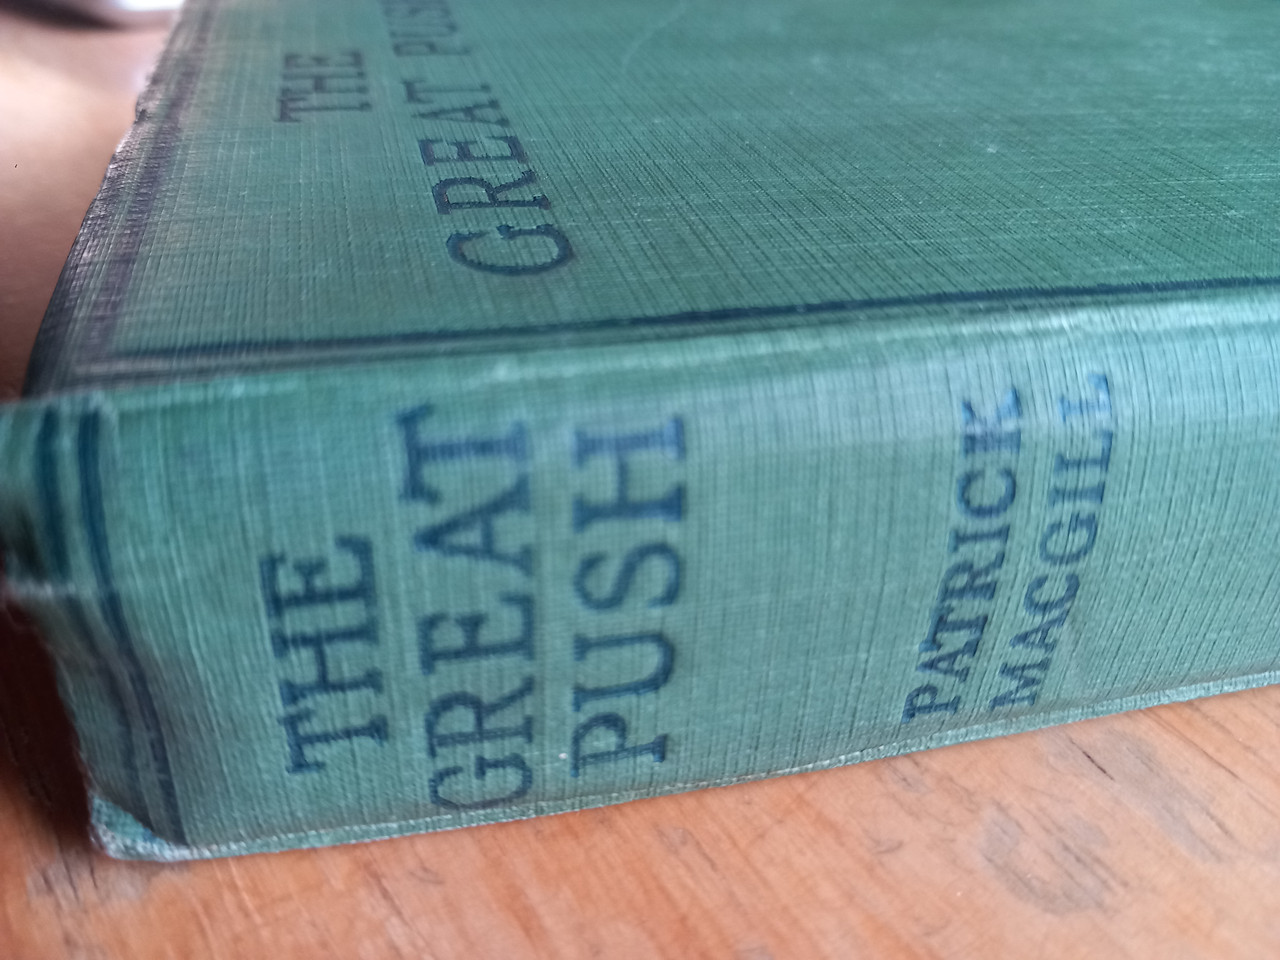 THE
GREAT PUSH
THE
GREAT
PUSH
PATRICK
MACGILL